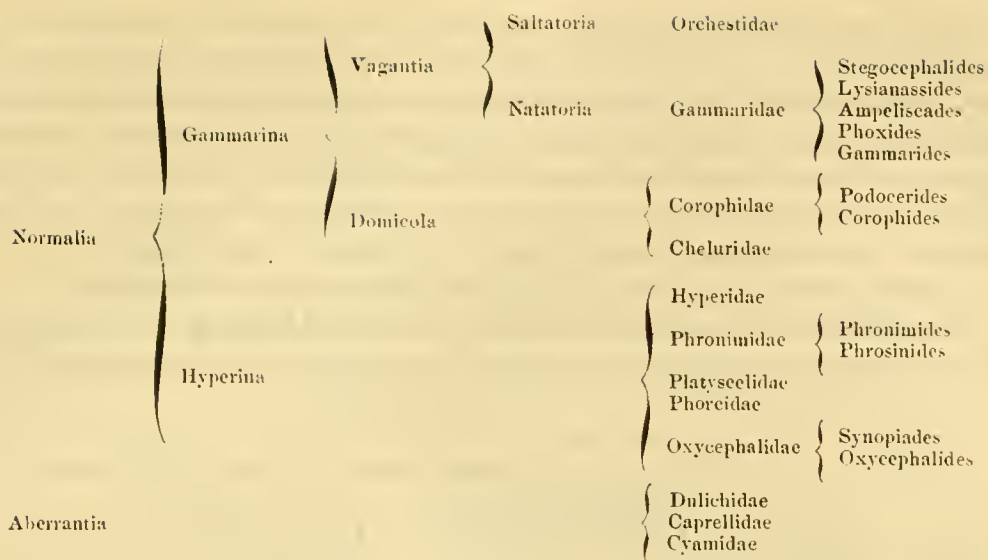 Saltatoria Orchestidae
Vagantia
Natatoria Gammaridae
Stegocephalides
Lysianassides
Ampeliscades
Phoxides
Gammarides
Gammarina
Domicola
Corophidae
Podocerides
Corophides
Cheluridae
Normalia
Hyperina
Hyperidae
Phronimidae
Phronimides
Phrosinides
Platyscelidae
Phorcidae
Oxycephalidae
Synopiades
Oxycephalides
Aberrantia
Dulichidae
Caprellidae
Cyamidae